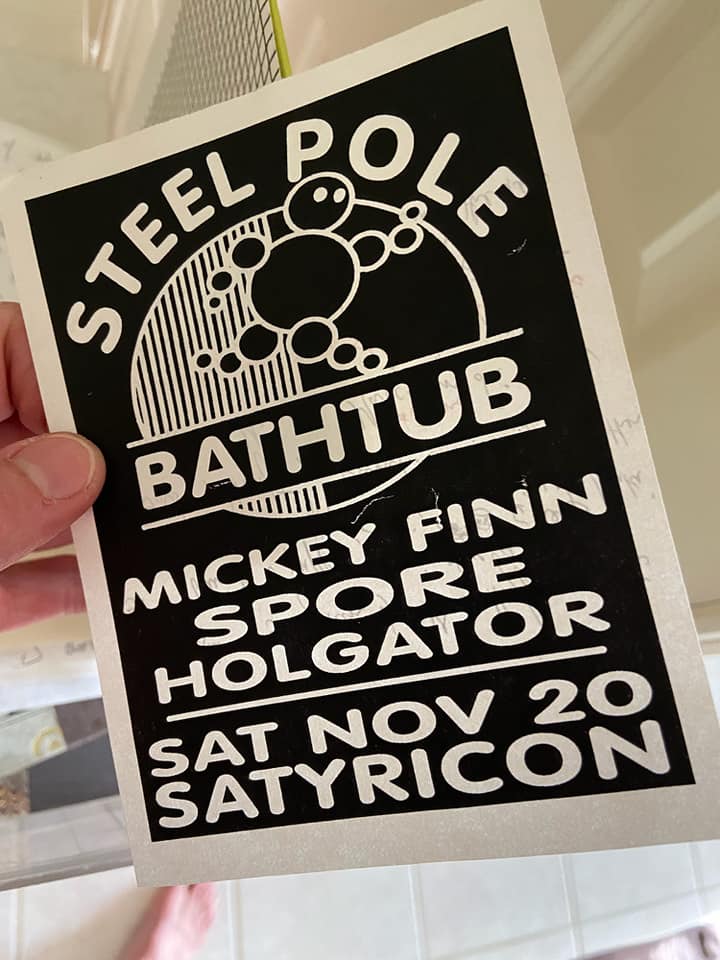 STEEL POLE
BATHTUB
MICKEY FINN
SPORE
HOLGATOR
SAT NOV 20
SATYRICON